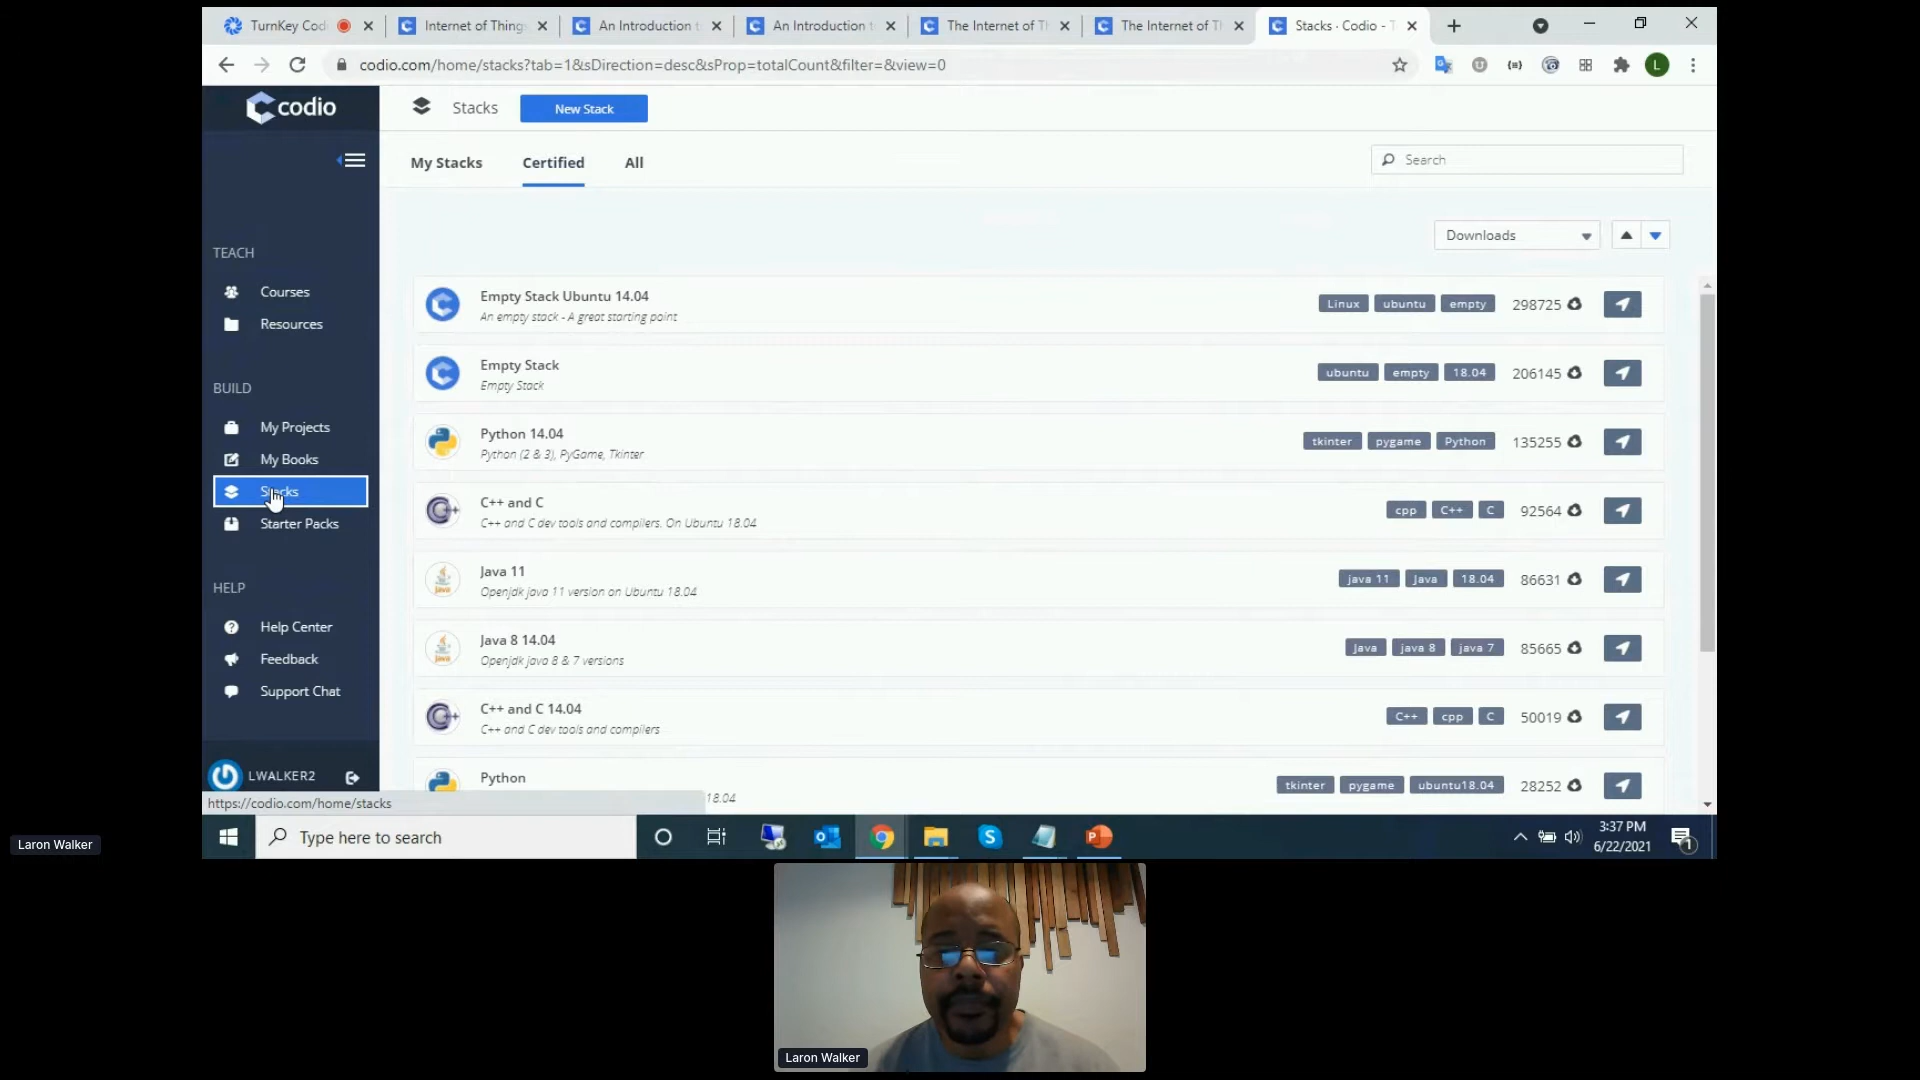 TurnKey Codi
Internet of Thing
An Introduction t
An Introduction t
The Internet of Th
The Internet of Th
Stacks · Codio - T
codio.com/home/stacks?tab=1&sDirection=desc&sProp=totalCount&filter=&view=0
L
codio
Stacks
New Stack
My Stacks
Certified
All
Search
Downloads
TEACH
Courses
Resources
BUILD
My Projects
My Books
Stacks
Starter Packs
HELP
Help Center
Feedback
Support Chat
LWALKER2
Empty Stack Ubuntu 14.04
An empty stack - A great starting point
Linux ubuntu empty 298725
Empty Stack
Empty Stack
ubuntu empty 18.04 206145
Python 14.04
Python (2 & 3), PyGame, Tkinter
tkinter pygame Python 135255
C++ and C
C++ and C dev tools and compilers. On Ubuntu 18.04
cpp C++ C 92564
Java 11
Openjdk java 11 version on Ubuntu 18.04
java 11 Java 18.04 86631
Java 8 14.04
Openjdk java 8 & 7 versions
Java java 8 java 7 85665
C++ and C 14.04
C++ and C dev tools and compilers
C++ cpp C 50019
Python
18.04
tkinter pygame ubuntu18.04 28252
https://codio.com/home/stacks
Type here to search
3:37 PM
6/22/2021
1
Laron Walker
Laron Walker